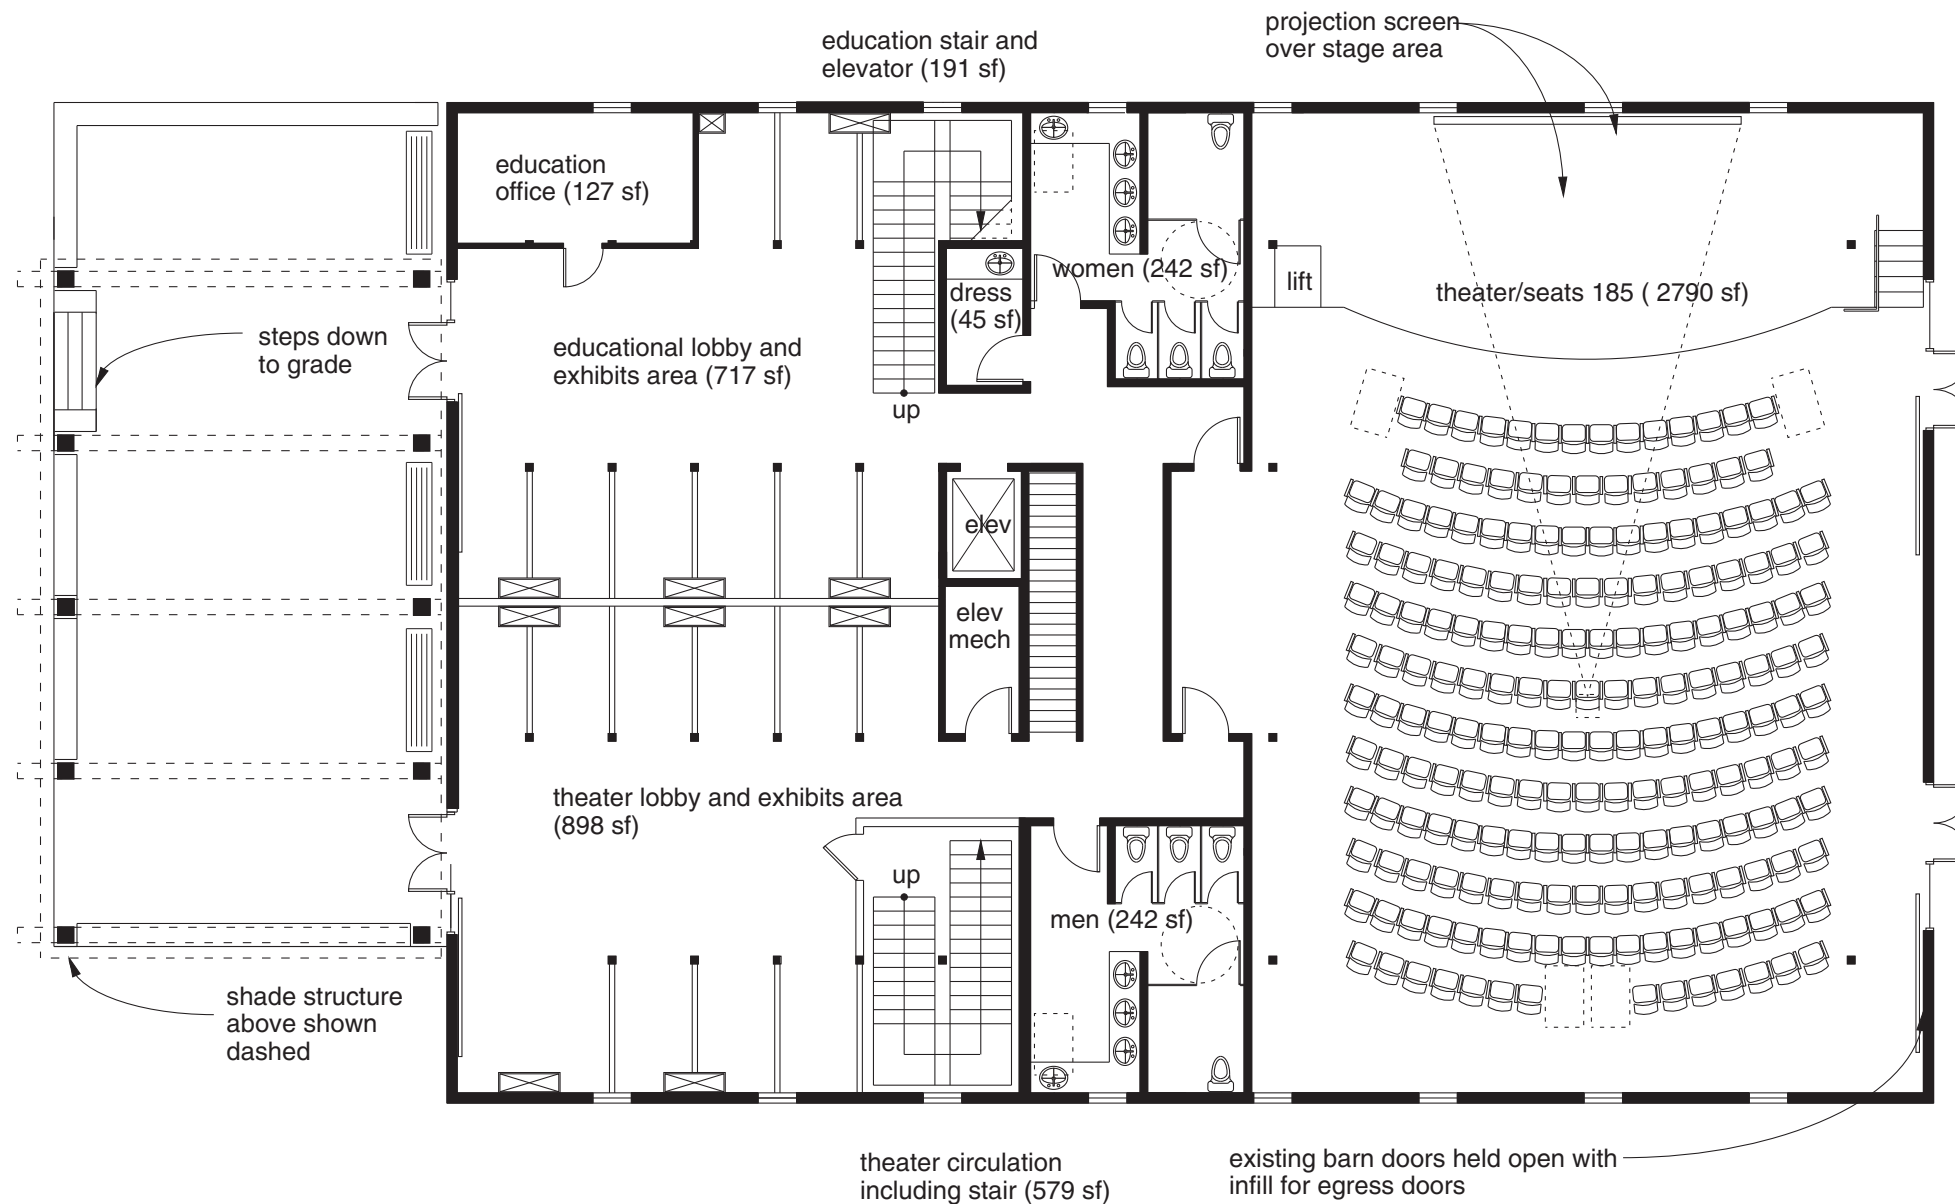 education stair and
elevator (191 sf)
projection screen
over stage area
education
office (127 sf)
women (242 sf)
lift
theater/seats 185 ( 2790 sf)
dress
(45 sf)
steps down
to grade
educational lobby and
exhibits area (717 sf)
up
elev
elev
mech
theater lobby and exhibits area
(898 sf)
up
men (242 sf)
shade structure
above shown
dashed
theater circulation
including stair (579 sf)
existing barn doors held open with
infill for egress doors